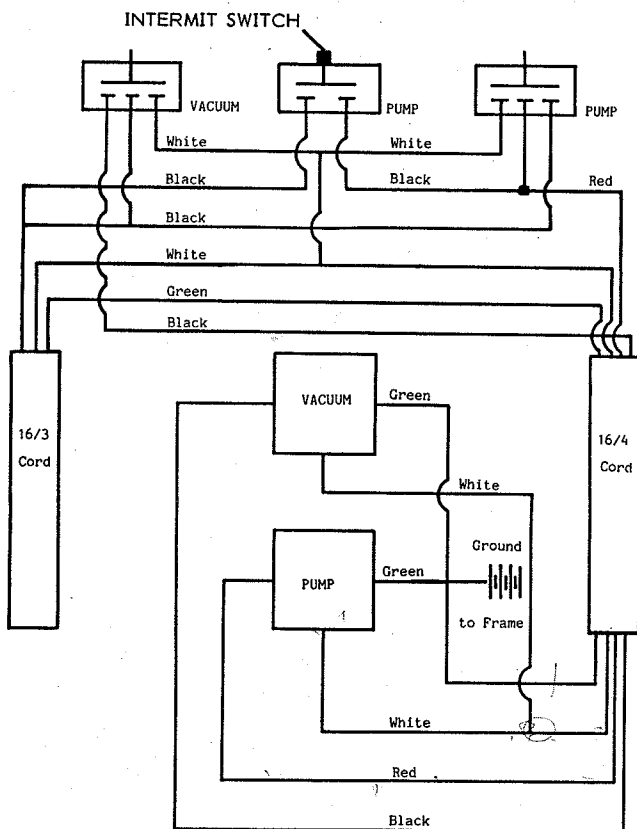 INTERMIT SWITCH
VACUUM
PUMP
PUMP
White
White
Black
Black
Red
Black
White
Green
Black
16/3
Cord
16/4
Cord
VACUUM
Green
White
PUMP
Green
Ground
to Frame
White
Red
Black